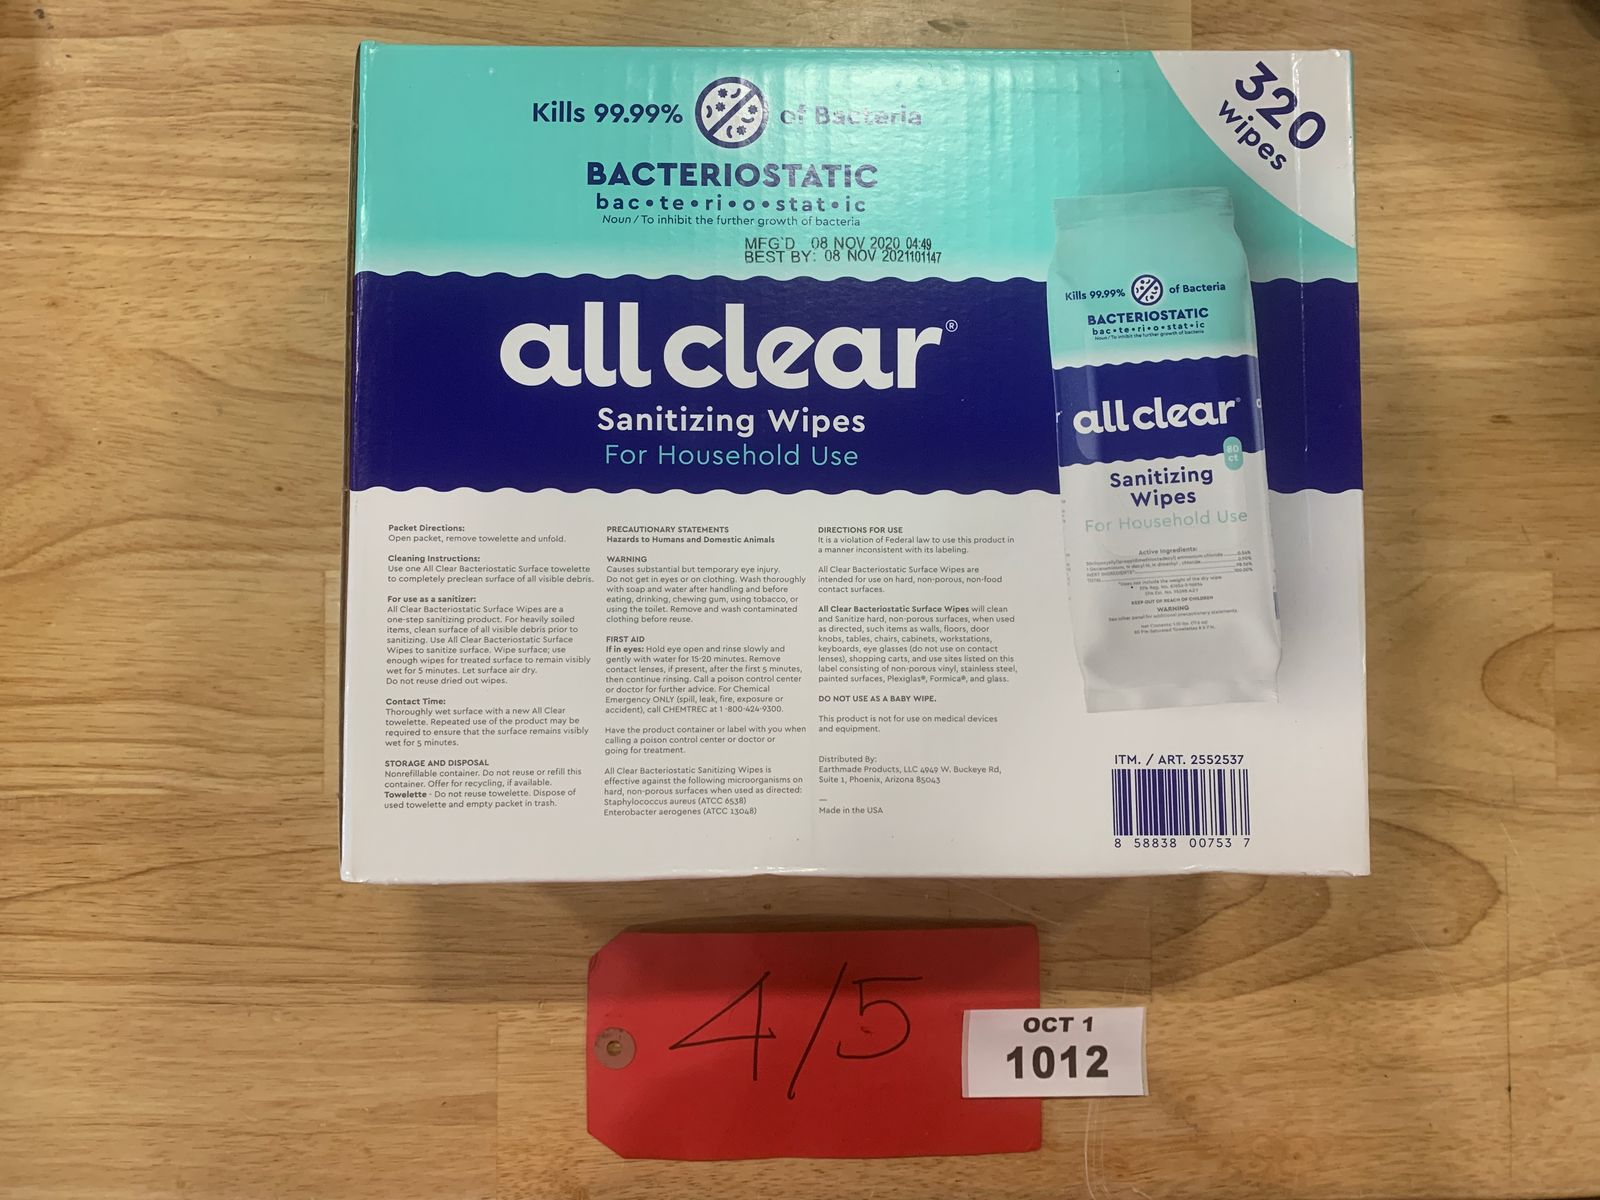 Kills 99.99% of Bacteria
BACTERIOSTATIC
bac•te•ri•o•stat•ic
Noun / To inhibit the further growth of bacteria
MFG'D 08 NOV 2020 04:49
BEST BY: 08 NOV 2021101147
320
wipes
all clear®
Sanitizing Wipes
For Household Use
Packet Directions:
Open packet, remove towelette and unfold.
Cleaning Instructions:
Use one All Clear Bacteriostatic Surface towelette
to completely preclean surface of all visible debris.
For use as a sanitizer:
All Clear Bacteriostatic Surface Wipes are a
one-step sanitizing product. For heavily soiled
items, clean surface of all visible debris prior to
sanitizing. Use All Clear Bacteriostatic Surface
Wipes to sanitize surface. Wipe surface; use
enough wipes for treated surface to remain visibly
wet for 5 minutes. Let surface air dry.
Do not reuse dried out wipes.
Contact Time:
Thoroughly wet surface with a new All Clear
towelette. Repeated use of the product may be
required to ensure that the surface remains visibly
wet for 5 minutes.
STORAGE AND DISPOSAL
Nonrefillable container. Do not reuse or refill this
container. Offer for recycling, if available.
Towelette - Do not reuse towelette. Dispose of
used towelette and empty packet in trash.
PRECAUTIONARY STATEMENTS
Hazards to Humans and Domestic Animals
WARNING
Causes substantial but temporary eye injury.
Do not get in eyes or on clothing. Wash thoroughly
with soap and water after handling and before
eating, drinking, chewing gum, using tobacco, or
using the toilet. Remove and wash contaminated
clothing before reuse.
FIRST AID
If in eyes: Hold eye open and rinse slowly and
gently with water for 15-20 minutes. Remove
contact lenses, if present, after the first 5 minutes,
then continue rinsing. Call a poison control center
or doctor for further advice. For Chemical
Emergency ONLY (spill, leak, fire, exposure or
accident), call CHEMTREC at 1-800-424-9300.
Have the product container or label with you when
calling a poison control center or doctor or
going for treatment.
All Clear Bacteriostatic Sanitizing Wipes is
effective against the following microorganisms on
hard, non-porous surfaces when used as directed:
Staphylococcus aureus (ATCC 6538)
Enterobacter aerogenes (ATCC 13048)
DIRECTIONS FOR USE
It is a violation of Federal law to use this product in
a manner inconsistent with its labeling.
All Clear Bacteriostatic Surface Wipes are
intended for use on hard, non-porous, non-food
contact surfaces.
All Clear Bacteriostatic Surface Wipes will clean
and Sanitize hard, non-porous surfaces, when used
as directed, such items as walls, floors, door
knobs, tables, chairs, cabinets, workstations,
keyboards, eye glasses (do not use on contact
lenses), shopping carts, and use sites listed on this
label consisting of non-porous vinyl, stainless steel,
painted surfaces, Plexiglas®, Formica®, and glass.
DO NOT USE AS A BABY WIPE.
This product is not for use on medical devices
and equipment.
Distributed By:
Earthmade Products, LLC 4949 W. Buckeye Rd,
Suite 1, Phoenix, Arizona 85043
—
Made in the USA
Kills 99.99% of Bacteria
BACTERIOSTATIC
bac•te•ri•o•stat•ic
Noun / To inhibit the further growth of bacteria
all clear®
80
ct
Sanitizing
Wipes
For Household Use
Active Ingredients:
KEEP OUT OF REACH OF CHILDREN
WARNING
See other panel for additional precautionary statements
ITM. / ART. 2552537
8 58838 00753 7
4/5
OCT 1
1012